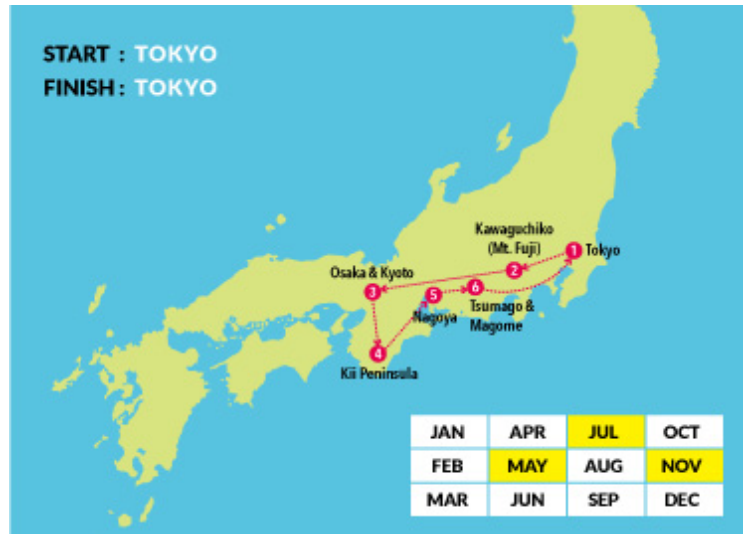 START : TOKYO
FINISH : TOKYO
Kawaguchiko
(Mt. Fuji)
1
Tokyo
2
Osaka & Kyoto
3
5
6
Nagoya
Tsumago &
Magome
4
Kii Peninsula
JAN APR JUL OCT
FEB MAY AUG NOV
MAR JUN SEP DEC